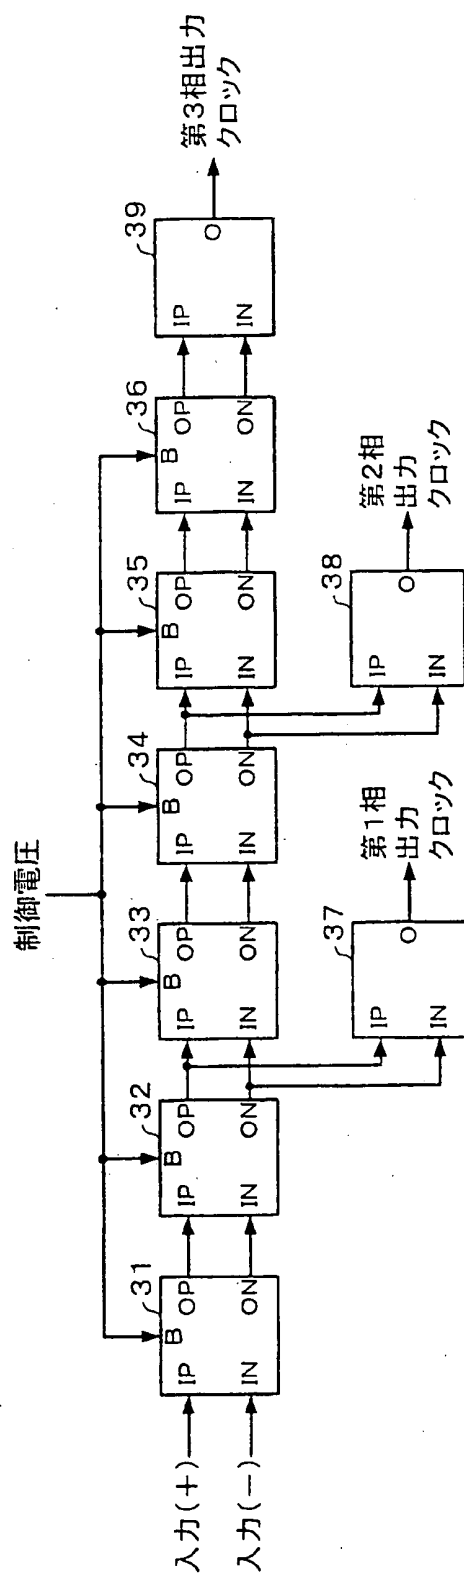 制御電圧
入力(+)
入力(−)
31
B
IP
OP
IN
ON
32
B
IP
OP
IN
ON
33
B
IP
OP
IN
ON
34
B
IP
OP
IN
ON
35
B
IP
OP
IN
ON
36
B
IP
OP
IN
ON
39
IP
IN
O
第3相出力
クロック
37
IP
IN
O
第1相
出力
クロック
38
IP
IN
O
第2相
出力
クロック